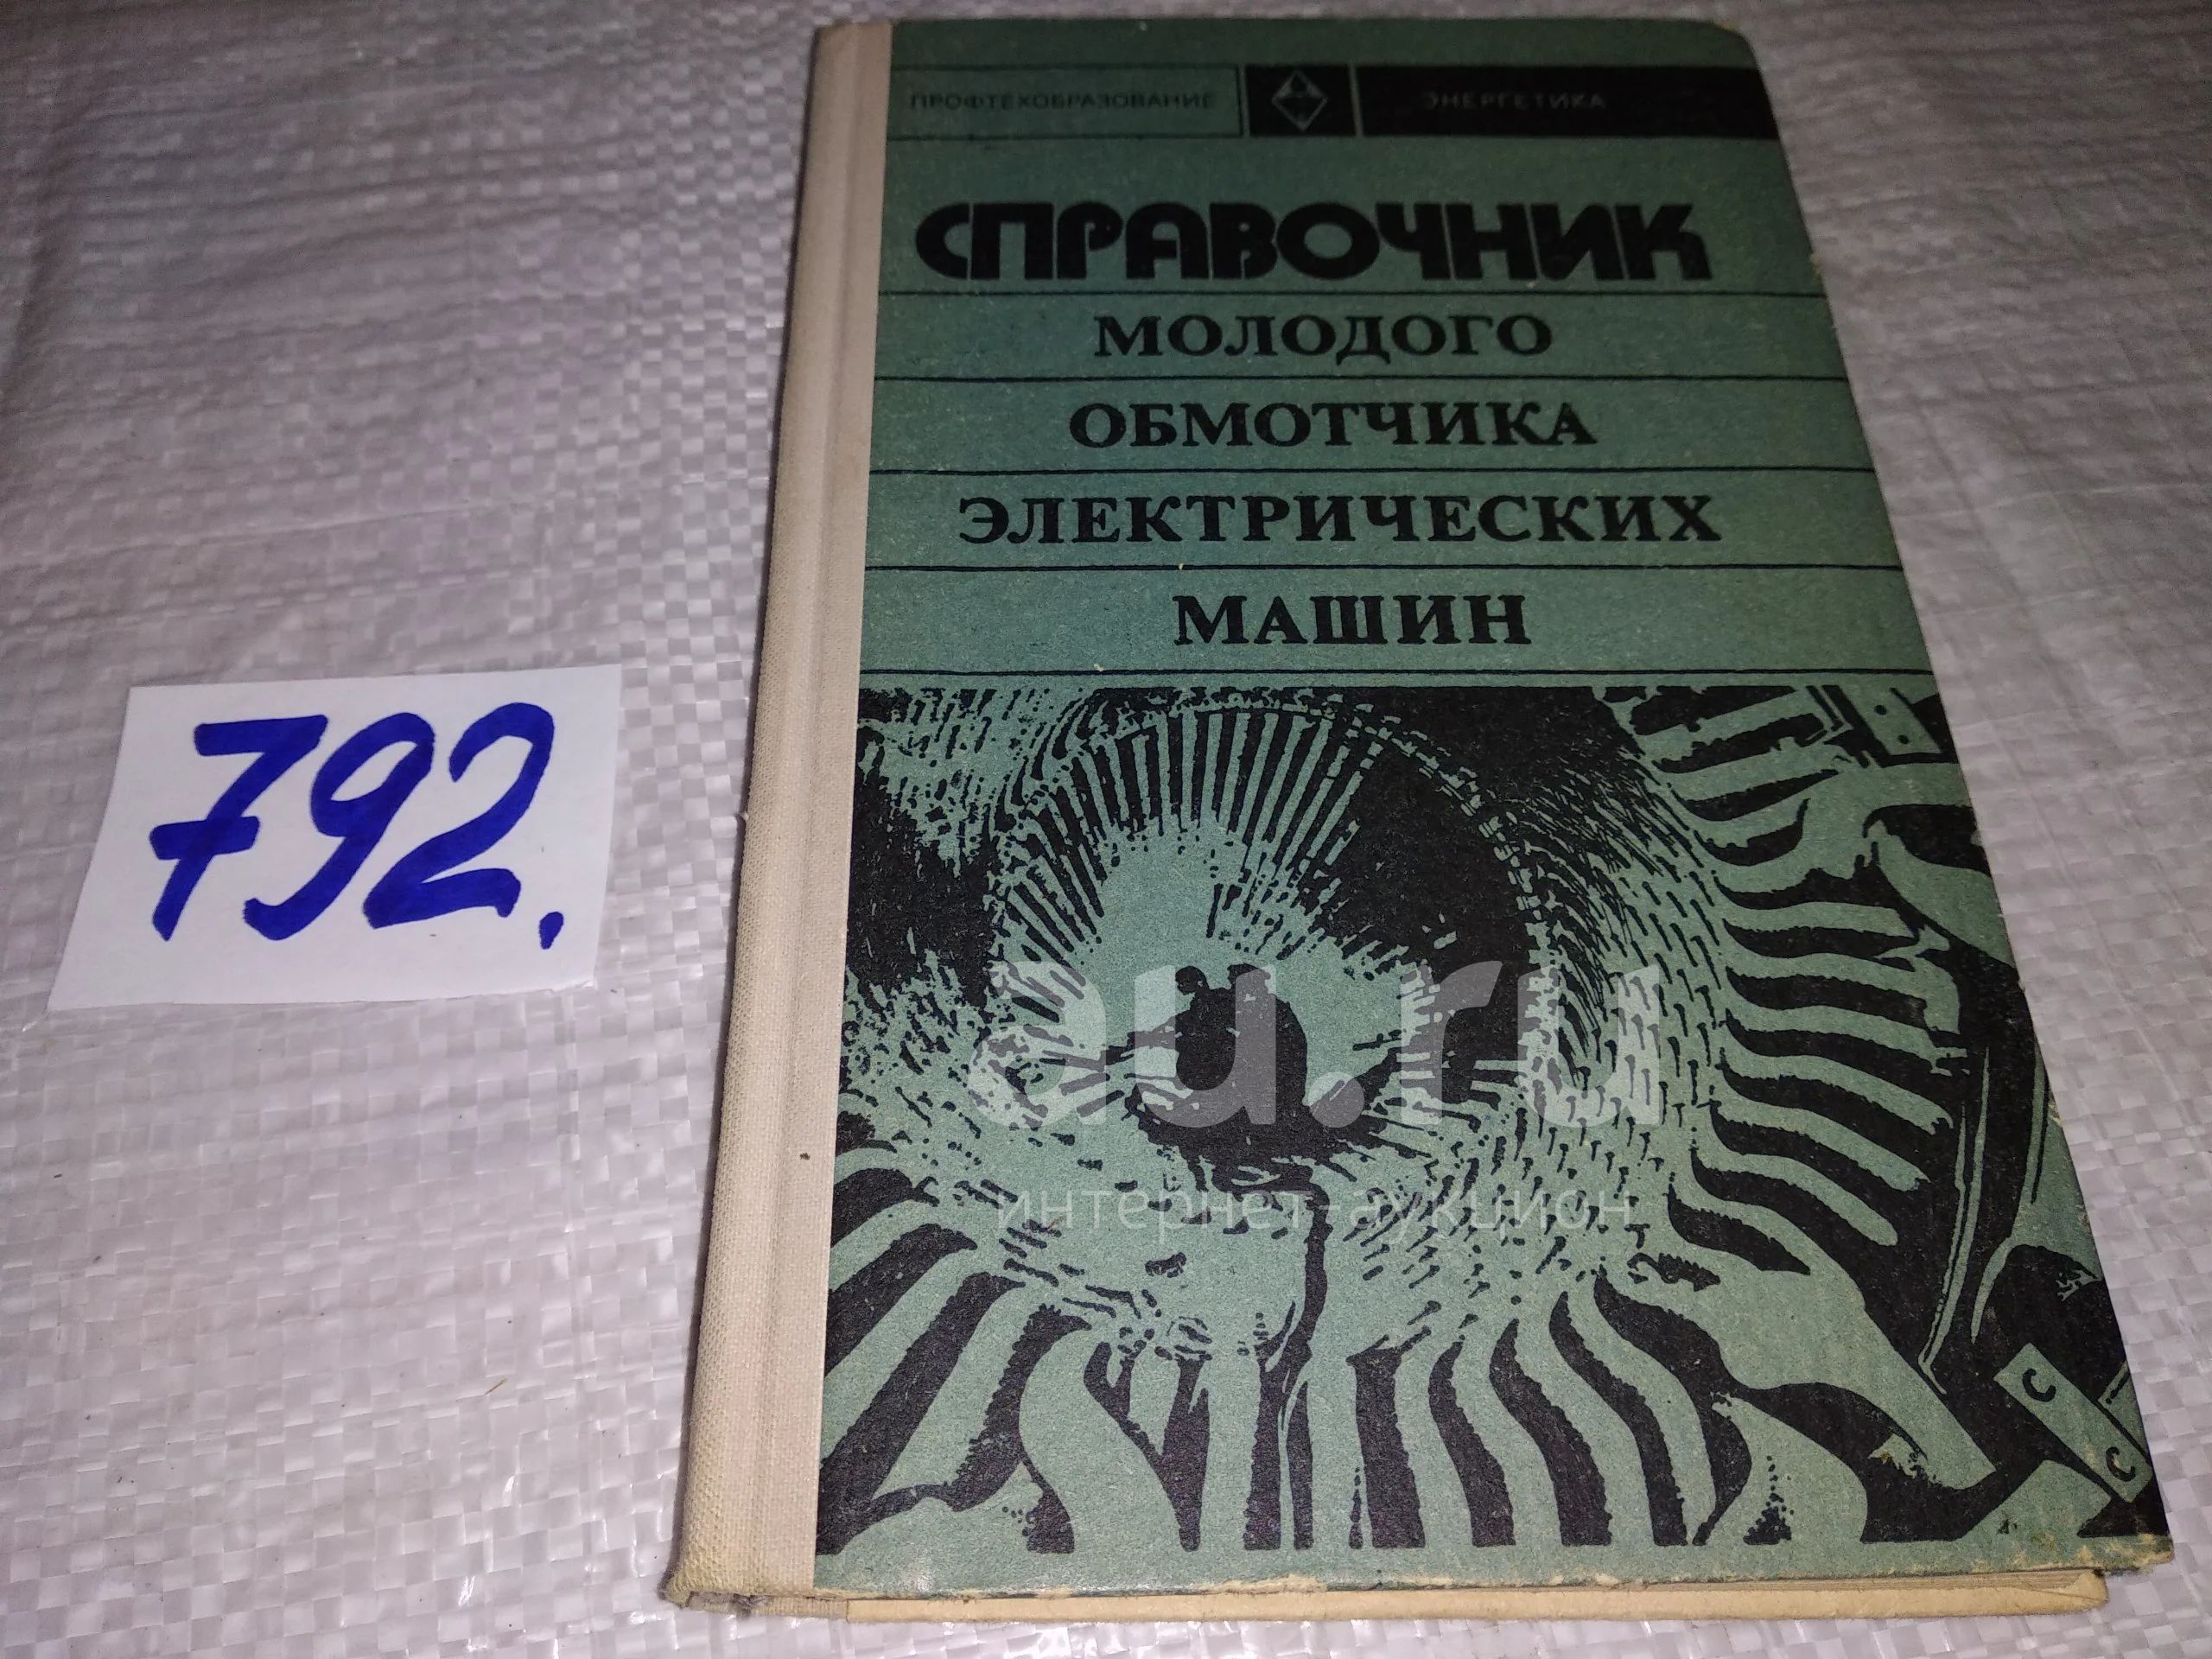 ПРОФТЕХОБРАЗОВАНИЕ
ЭНЕРГЕТИКА
СПРАВОЧНИК
МОЛОДОГО
ОБМОТЧИКА
ЭЛЕКТРИЧЕСКИХ
МАШИН
792.
au.ru
интернет-аукцион